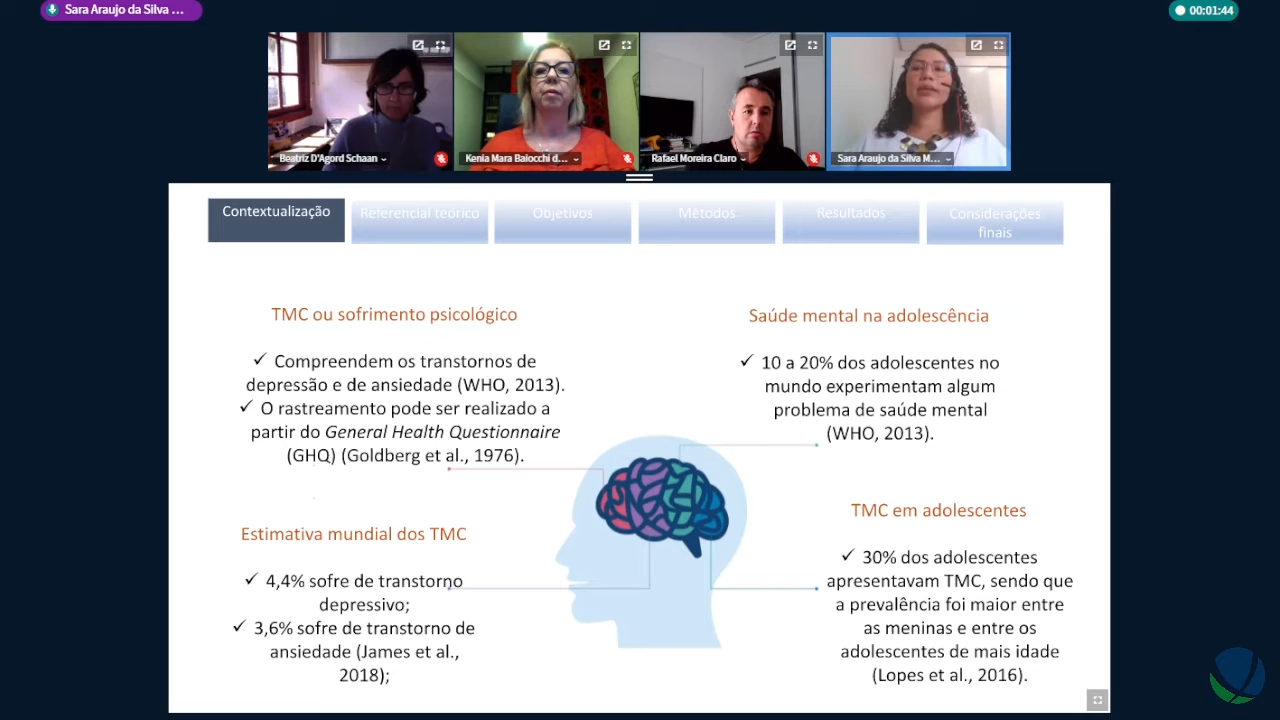 Sara Araujo da Silva ...
00:01:44
Beatriz D'Agord Schaan
Kenia Mara Baiocchi d...
Rafael Moreira Claro
Sara Araujo da Silva M...
Contextualização
Referencial teórico
Objetivos
Métodos
Resultados
Considerações
finais
TMC ou sofrimento psicológico
✓ Compreendem os transtornos de
depressão e de ansiedade (WHO, 2013).
✓ O rastreamento pode ser realizado a
partir do General Health Questionnaire
(GHQ) (Goldberg et al., 1976).
Saúde mental na adolescência
✓ 10 a 20% dos adolescentes no
mundo experimentam algum
problema de saúde mental
(WHO, 2013).
Estimativa mundial dos TMC
✓ 4,4% sofre de transtorno
depressivo;
✓ 3,6% sofre de transtorno de
ansiedade (James et al.,
2018);
TMC em adolescentes
✓ 30% dos adolescentes
apresentavam TMC, sendo que
a prevalência foi maior entre
as meninas e entre os
adolescentes de mais idade
(Lopes et al., 2016).